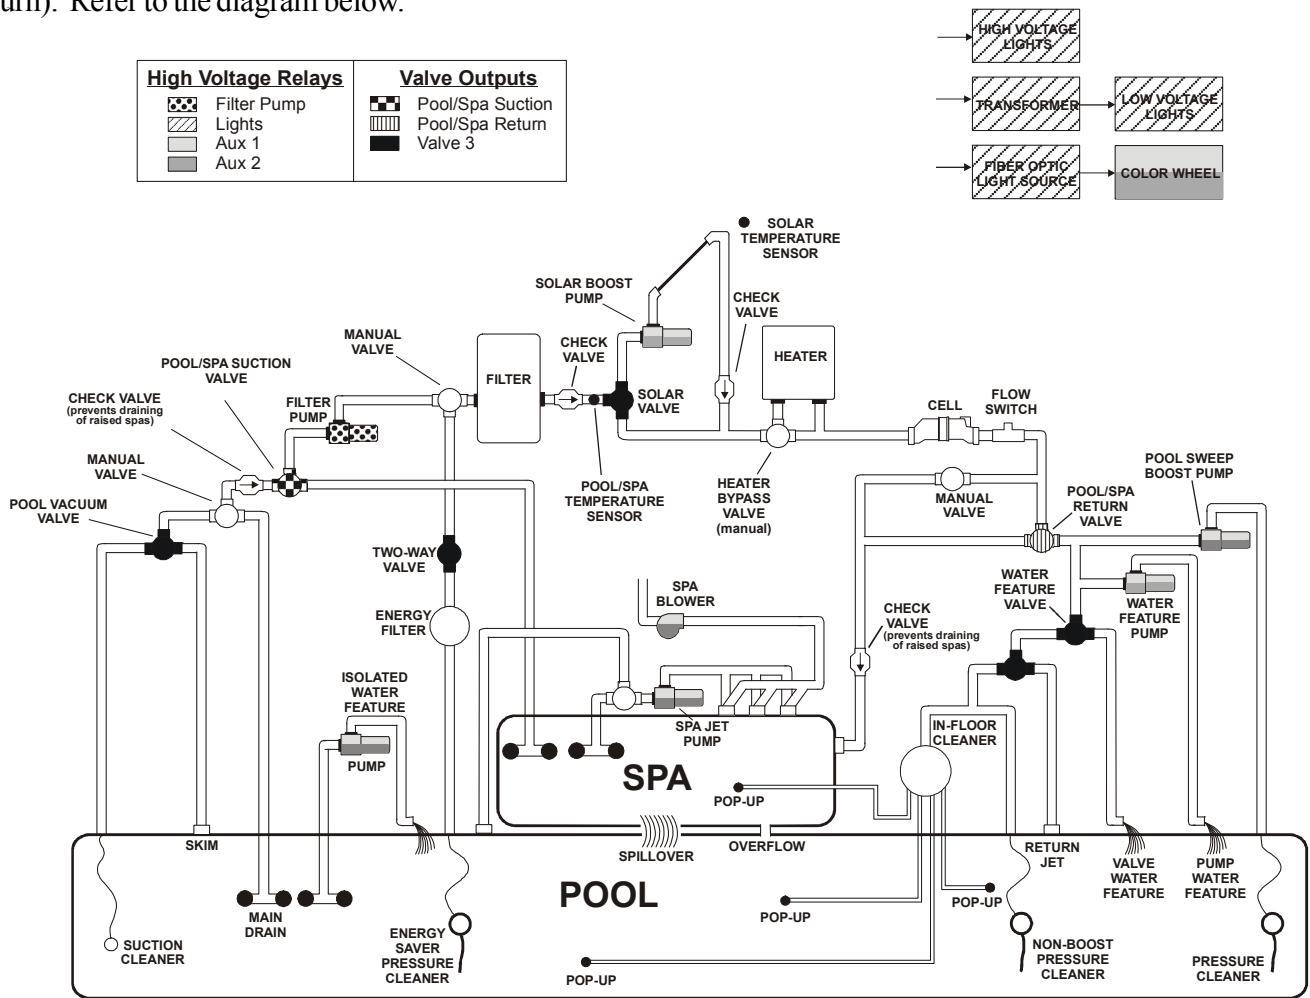 urn). Refer to the diagram below.
HIGH VOLTAGE
LIGHTS
TRANSFORMER
LOW VOLTAGE
LIGHTS
FIBER OPTIC
LIGHT SOURCE
COLOR WHEEL
High Voltage Relays
Filter Pump
Lights
Aux 1
Aux 2
Valve Outputs
Pool/Spa Suction
Pool/Spa Return
Valve 3
SOLAR
TEMPERATURE
SENSOR
SOLAR BOOST
PUMP
CHECK
VALVE
MANUAL
VALVE
CHECK
VALVE
HEATER
POOL/SPA SUCTION
VALVE
FILTER
SOLAR
VALVE
CHECK VALVE
(prevents draining
of raised spas)
FILTER
PUMP
CELL
FLOW
SWITCH
MANUAL
VALVE
POOL/SPA
TEMPERATURE
SENSOR
HEATER
BYPASS
VALVE
(manual)
MANUAL
VALVE
POOL/SPA
RETURN
VALVE
POOL SWEEP
BOOST PUMP
POOL VACUUM
VALVE
TWO-WAY
VALVE
SPA
BLOWER
WATER
FEATURE
VALVE
WATER
FEATURE
PUMP
ENERGY
FILTER
CHECK
VALVE
(prevents draining
of raised spas)
ISOLATED
WATER
FEATURE
PUMP
SPA JET
PUMP
IN-FLOOR
CLEANER
SPA
POP-UP
SKIM
SPILLOVER
OVERFLOW
RETURN
JET
VALVE
WATER
FEATURE
PUMP
WATER
FEATURE
POOL
MAIN
DRAIN
POP-UP
POP-UP
SUCTION
CLEANER
ENERGY
SAVER
PRESSURE
CLEANER
POP-UP
NON-BOOST
PRESSURE
CLEANER
PRESSURE
CLEANER